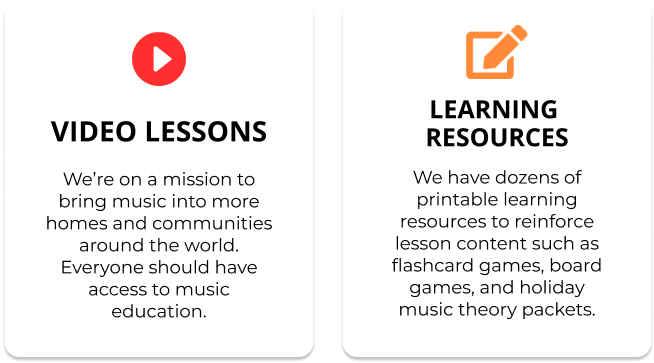 VIDEO LESSONS
We’re on a mission to
bring music into more
homes and communities
around the world.
Everyone should have
access to music
education.
LEARNING
RESOURCES
We have dozens of
printable learning
resources to reinforce
lesson content such as
flashcard games, board
games, and holiday
music theory packets.